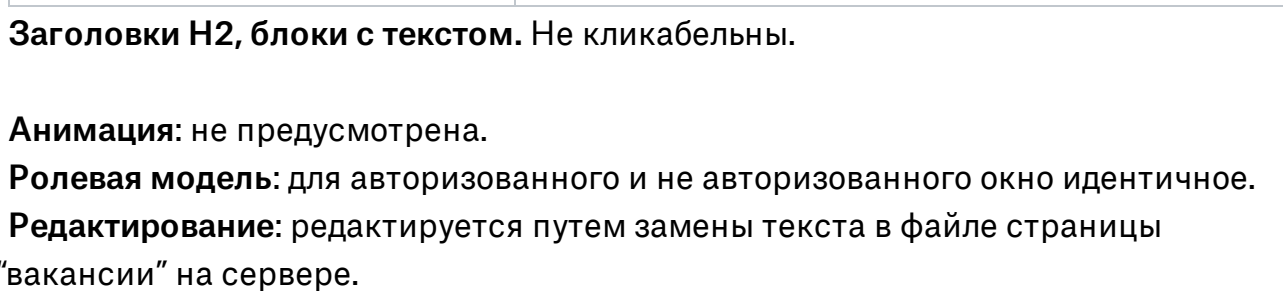 Заголовки H2, блоки с текстом. Не кликабельны.
Анимация: не предусмотрена.
Ролевая модель: для авторизованного и не авторизованного окно идентичное.
Редактирование: редактируется путем замены текста в файле страницы
“вакансии” на сервере.